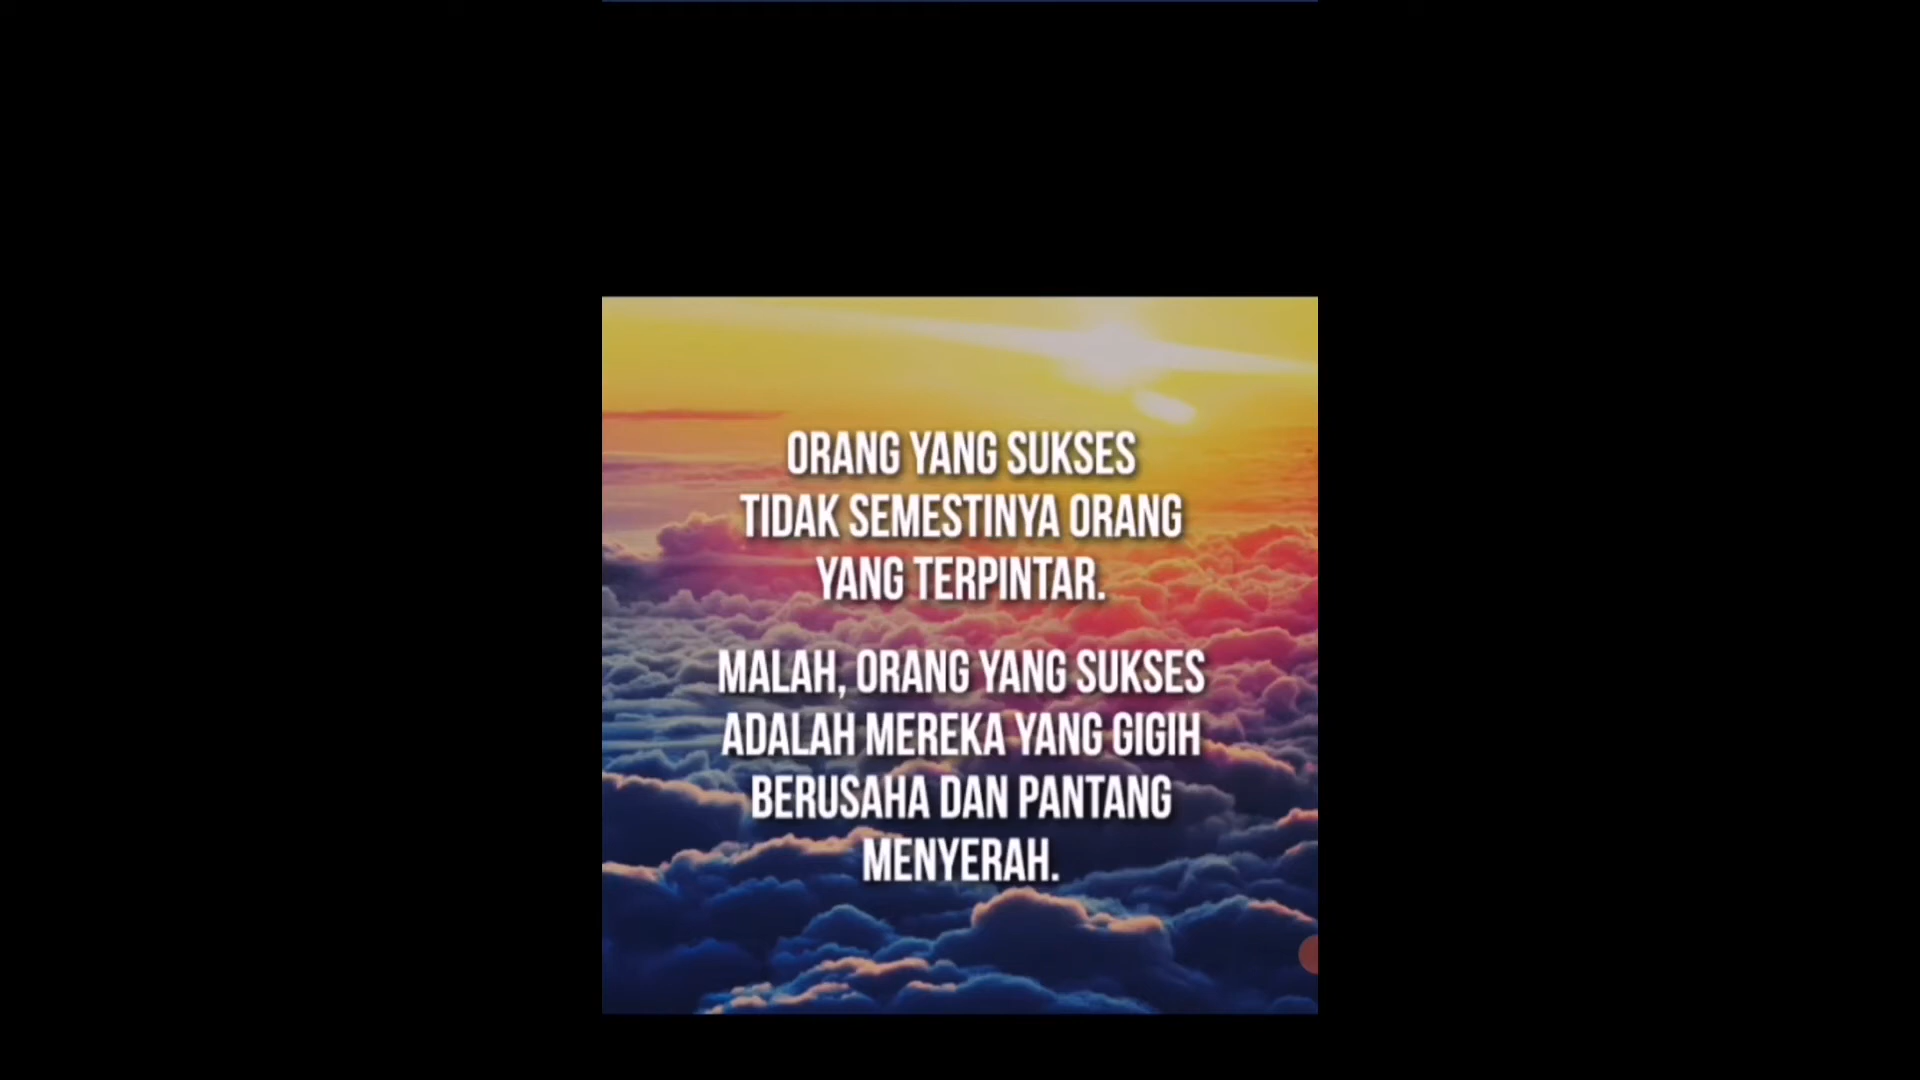 ORANG YANG SUKSES
TIDAK SEMESTINYA ORANG
YANG TERPINTAR.
MALAH, ORANG YANG SUKSES
ADALAH MEREKA YANG GIGIH
BERUSAHA DAN PANTANG
MENYERAH.